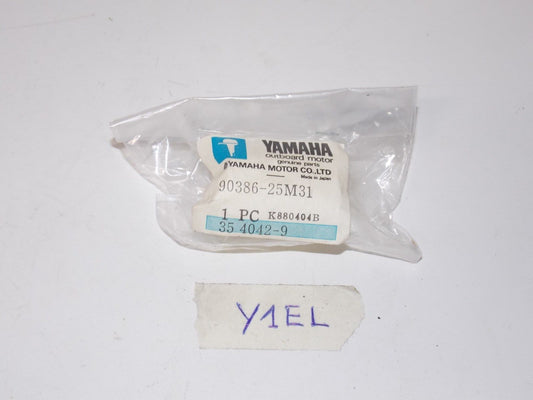 YAMAHA
outboard motor
genuine parts
YAMAHA MOTOR CO.,LTD
Made in Japan
90386-25M31
1 PC K880404B
35 4042-9
Y1EL